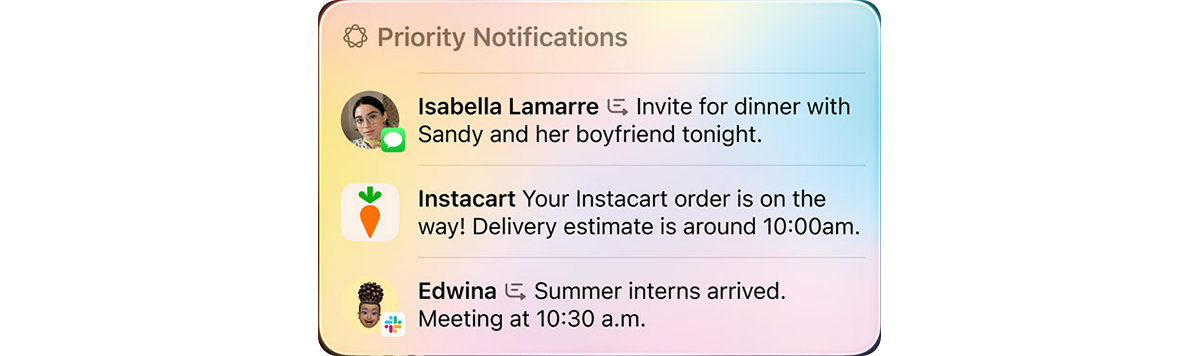 Priority Notifications
Isabella Lamarre Invite for dinner with
Sandy and her boyfriend tonight.
Instacart Your Instacart order is on the
way! Delivery estimate is around 10:00am.
Edwina Summer interns arrived.
Meeting at 10:30 a.m.